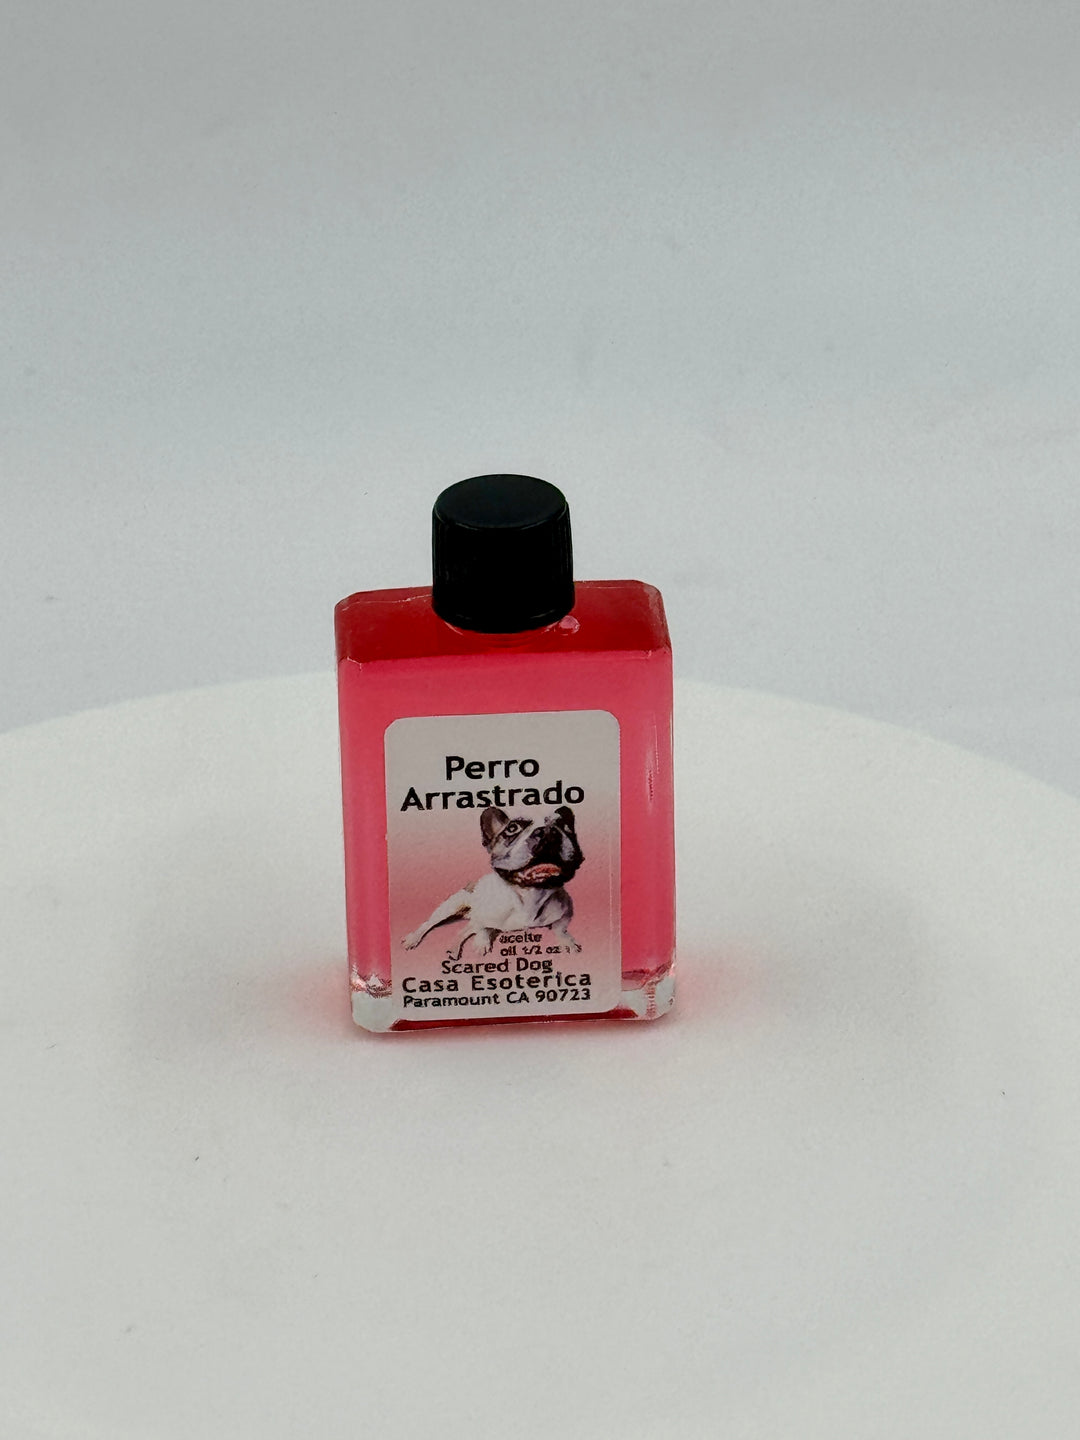 Perro
Arrastrado
aceite
oil 1/2 oz
Scared Dog
Casa Esoterica
Paramount CA 90723